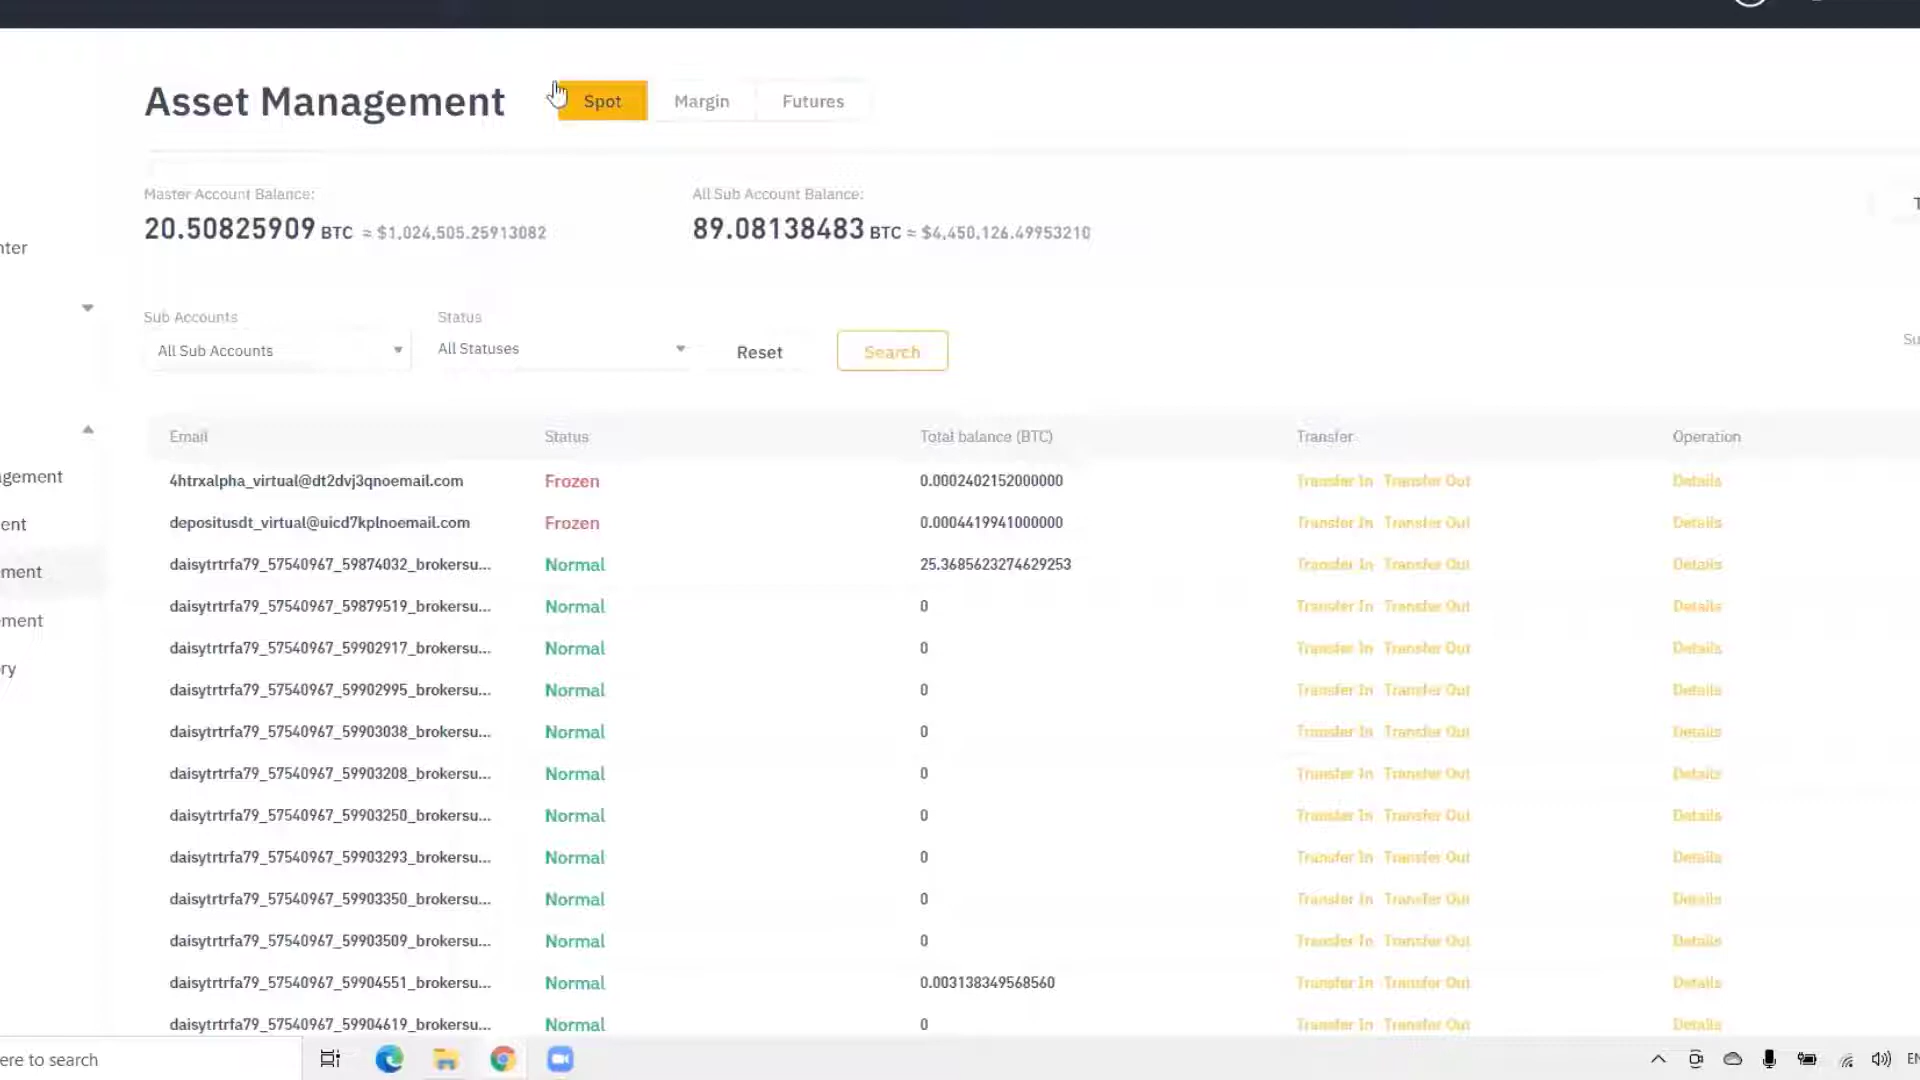 Asset Management
Spot
Margin
Futures
Master Account Balance:
20.50825909 BTC ≈ $1,024,505.25913082
All Sub Account Balance:
89.08138483 BTC ≈ $4,450,126.49953210
nter
Sub Accounts
All Sub Accounts
Status
All Statuses
Reset
Search
Su
gement
ent
ment
ment
ry
Email Status Total balance (BTC) Transfer Operation
4htrxalpha_virtual@dt2dvj3qnoemail.com Frozen 0.0002402152000000 Transfer In Transfer Out Details
depositusdt_virtual@uicd7kplnoemail.com Frozen 0.0004419941000000 Transfer In Transfer Out Details
daisytrtrfa79_57540967_59874032_brokersu... Normal 25.3685623274629253 Transfer In Transfer Out Details
daisytrtrfa79_57540967_59879519_brokersu... Normal 0 Transfer In Transfer Out Details
daisytrtrfa79_57540967_59902917_brokersu... Normal 0 Transfer In Transfer Out Details
daisytrtrfa79_57540967_59902995_brokersu... Normal 0 Transfer In Transfer Out Details
daisytrtrfa79_57540967_59903038_brokersu... Normal 0 Transfer In Transfer Out Details
daisytrtrfa79_57540967_59903208_brokersu... Normal 0 Transfer In Transfer Out Details
daisytrtrfa79_57540967_59903250_brokersu... Normal 0 Transfer In Transfer Out Details
daisytrtrfa79_57540967_59903293_brokersu... Normal 0 Transfer In Transfer Out Details
daisytrtrfa79_57540967_59903350_brokersu... Normal 0 Transfer In Transfer Out Details
daisytrtrfa79_57540967_59903509_brokersu... Normal 0 Transfer In Transfer Out Details
daisytrtrfa79_57540967_59904551_brokersu... Normal 0.003138349568560 Transfer In Transfer Out Details
daisytrtrfa79_57540967_59904619_brokersu... Normal 0 Transfer In Transfer Out Details
ere to search
EN